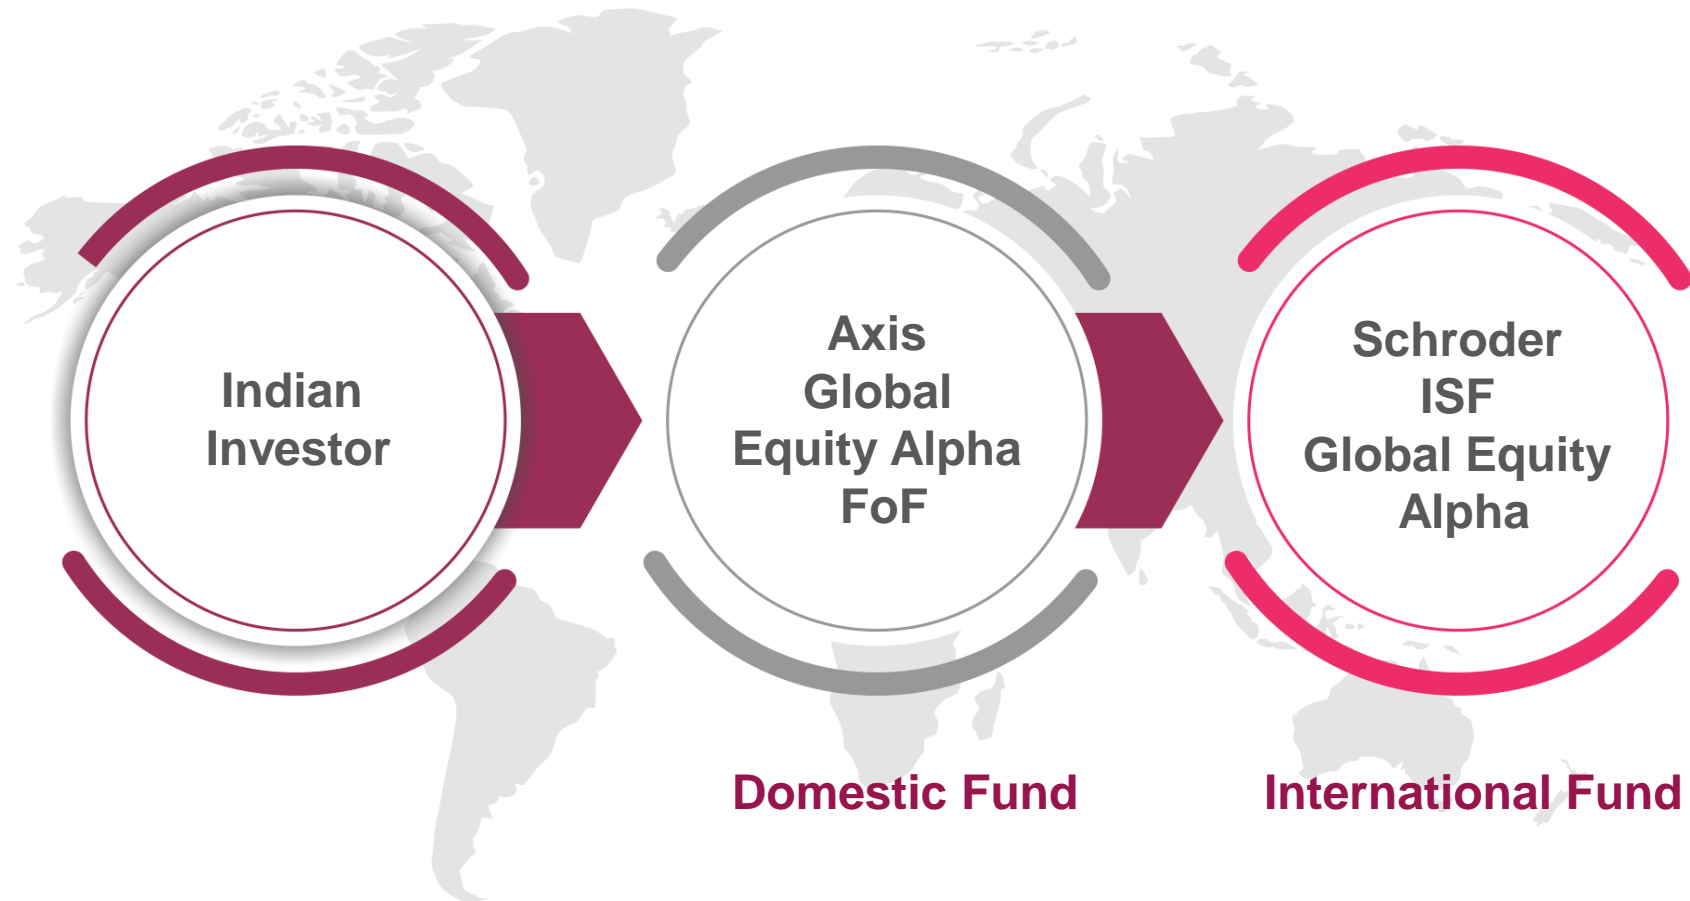 Indian
Investor
Axis
Global
Equity Alpha
FoF
Schroder
ISF
Global Equity
Alpha
Domestic Fund
International Fund